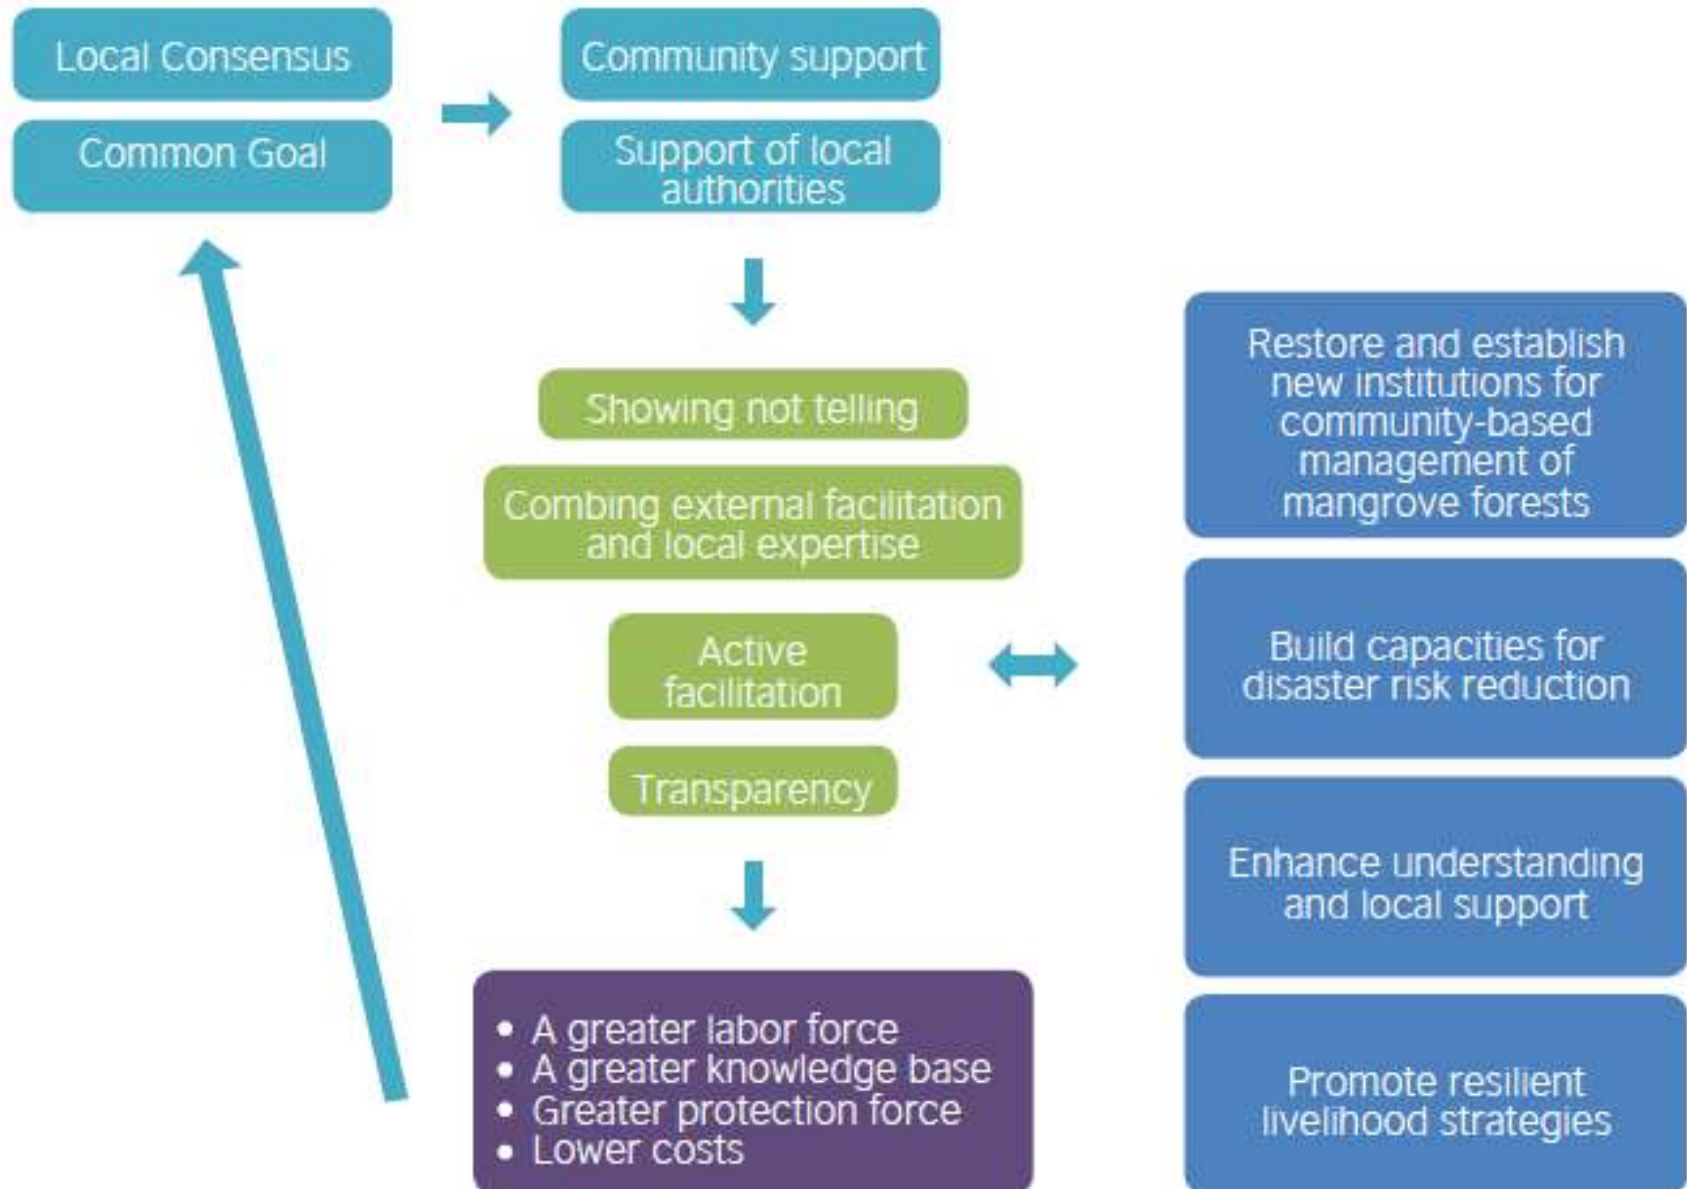 Local Consensus
Common Goal
Community support
Support of local
authorities
Showing not telling
Combing external facilitation
and local expertise
Active
facilitation
Transparency
• A greater labor force
• A greater knowledge base
• Greater protection force
• Lower costs
Restore and establish
new institutions for
community-based
management of
mangrove forests
Build capacities for
disaster risk reduction
Enhance understanding
and local support
Promote resilient
livelihood strategies